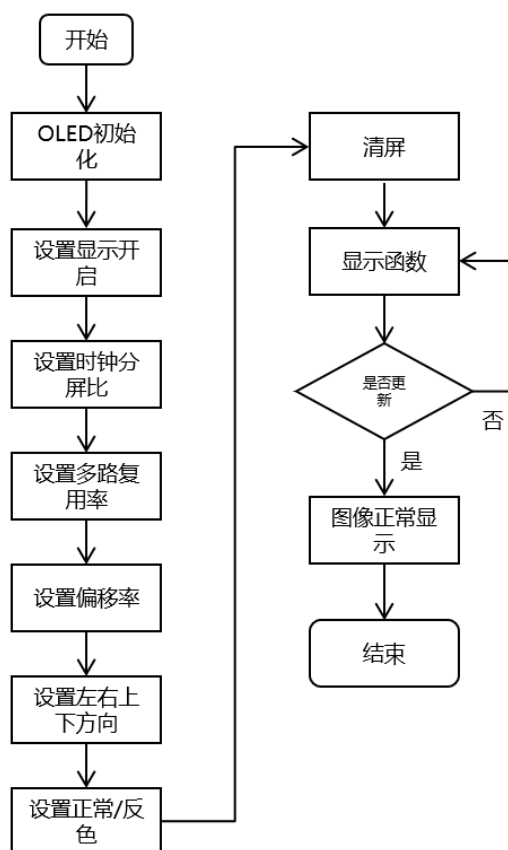 开始
OLED初始
化
设置显示开
启
设置时钟分
屏比
设置多路复
用率
设置偏移率
设置左右上
下方向
设置正常/反
色
清屏
显示函数
是否更
新
否
是
图像正常显
示
结束